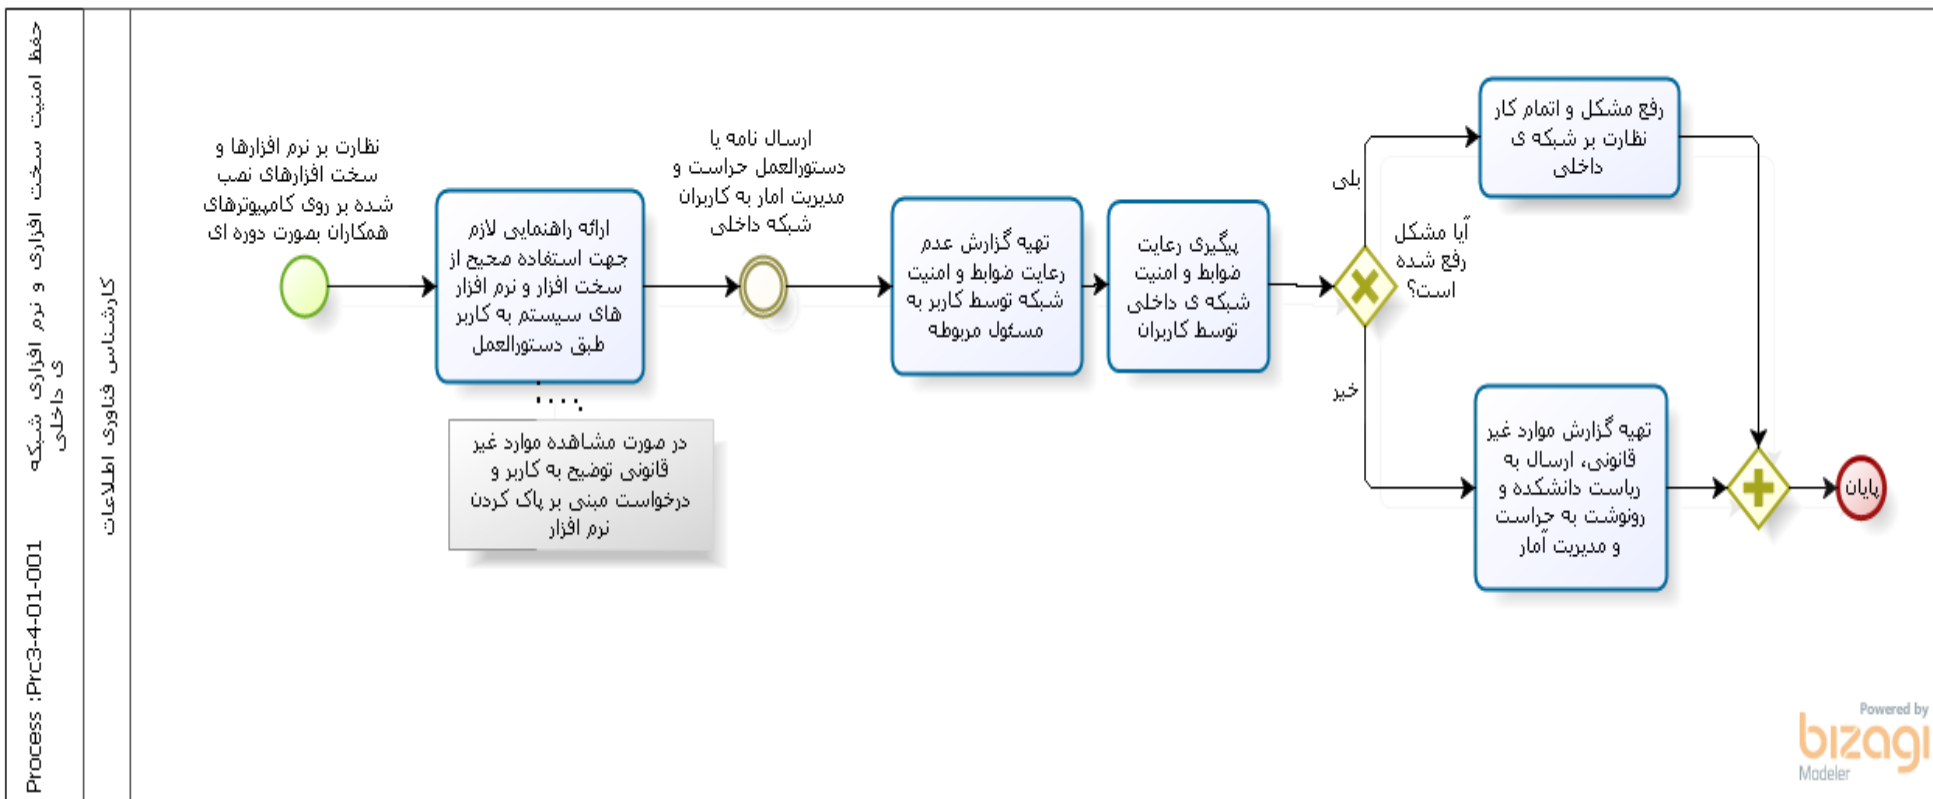 حفظ امنیت سخت افزاری و نرم افزاری شبکه
ی داخلی
Process :Prc3-4-01-001
کارشناس فناوری اطلاعات
نظارت بر نرم افزارها و
سخت افزارهای نصب
شده بر روی کامپیوترهای
همکاران بصورت دوره ای
ارائه راهنمایی لازم
جهت استفاده صحیح از
سخت افزار و نرم افزار
های سیستم به کاربر
طبق دستورالعمل
در صورت مشاهده موارد غیر
قانونی توضیح به کاربر و
درخواست مبنی بر پاک کردن
نرم افزار
ارسال نامه یا
دستورالعمل حراست و
مدیریت امار به کاربران
شبکه داخلی
تهیه گزارش عدم
رعایت ضوابط و امنیت
شبکه توسط کاربر به
مسئول مربوطه
پیگیری رعایت
ضوابط و امنیت
شبکه ی داخلی
توسط کاربران
آیا مشکل
رفع شده
است؟
بلی
رفع مشکل و اتمام کار
نظارت بر شبکه ی
داخلی
خیر
تهیه گزارش موارد غیر
قانونی، ارسال به
ریاست دانشکده و
رونوشت به حراست
و مدیریت آمار
پایان
Powered by
bizagi
Modeler